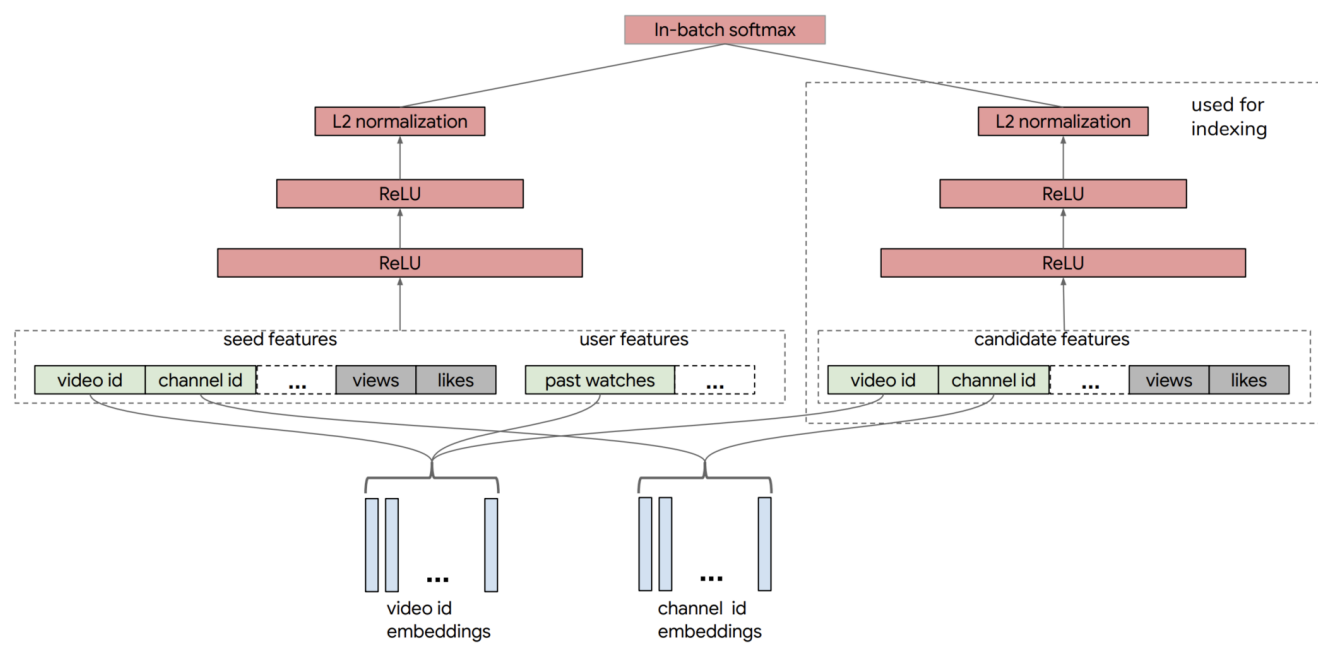 In-batch softmax
used for
indexing
L2 normalization
L2 normalization
ReLU
ReLU
ReLU
ReLU
seed features
user features
candidate features
video id
channel id
...
views
likes
past watches
...
video id
channel id
...
views
likes
...
...
video id
embeddings
channel id
embeddings